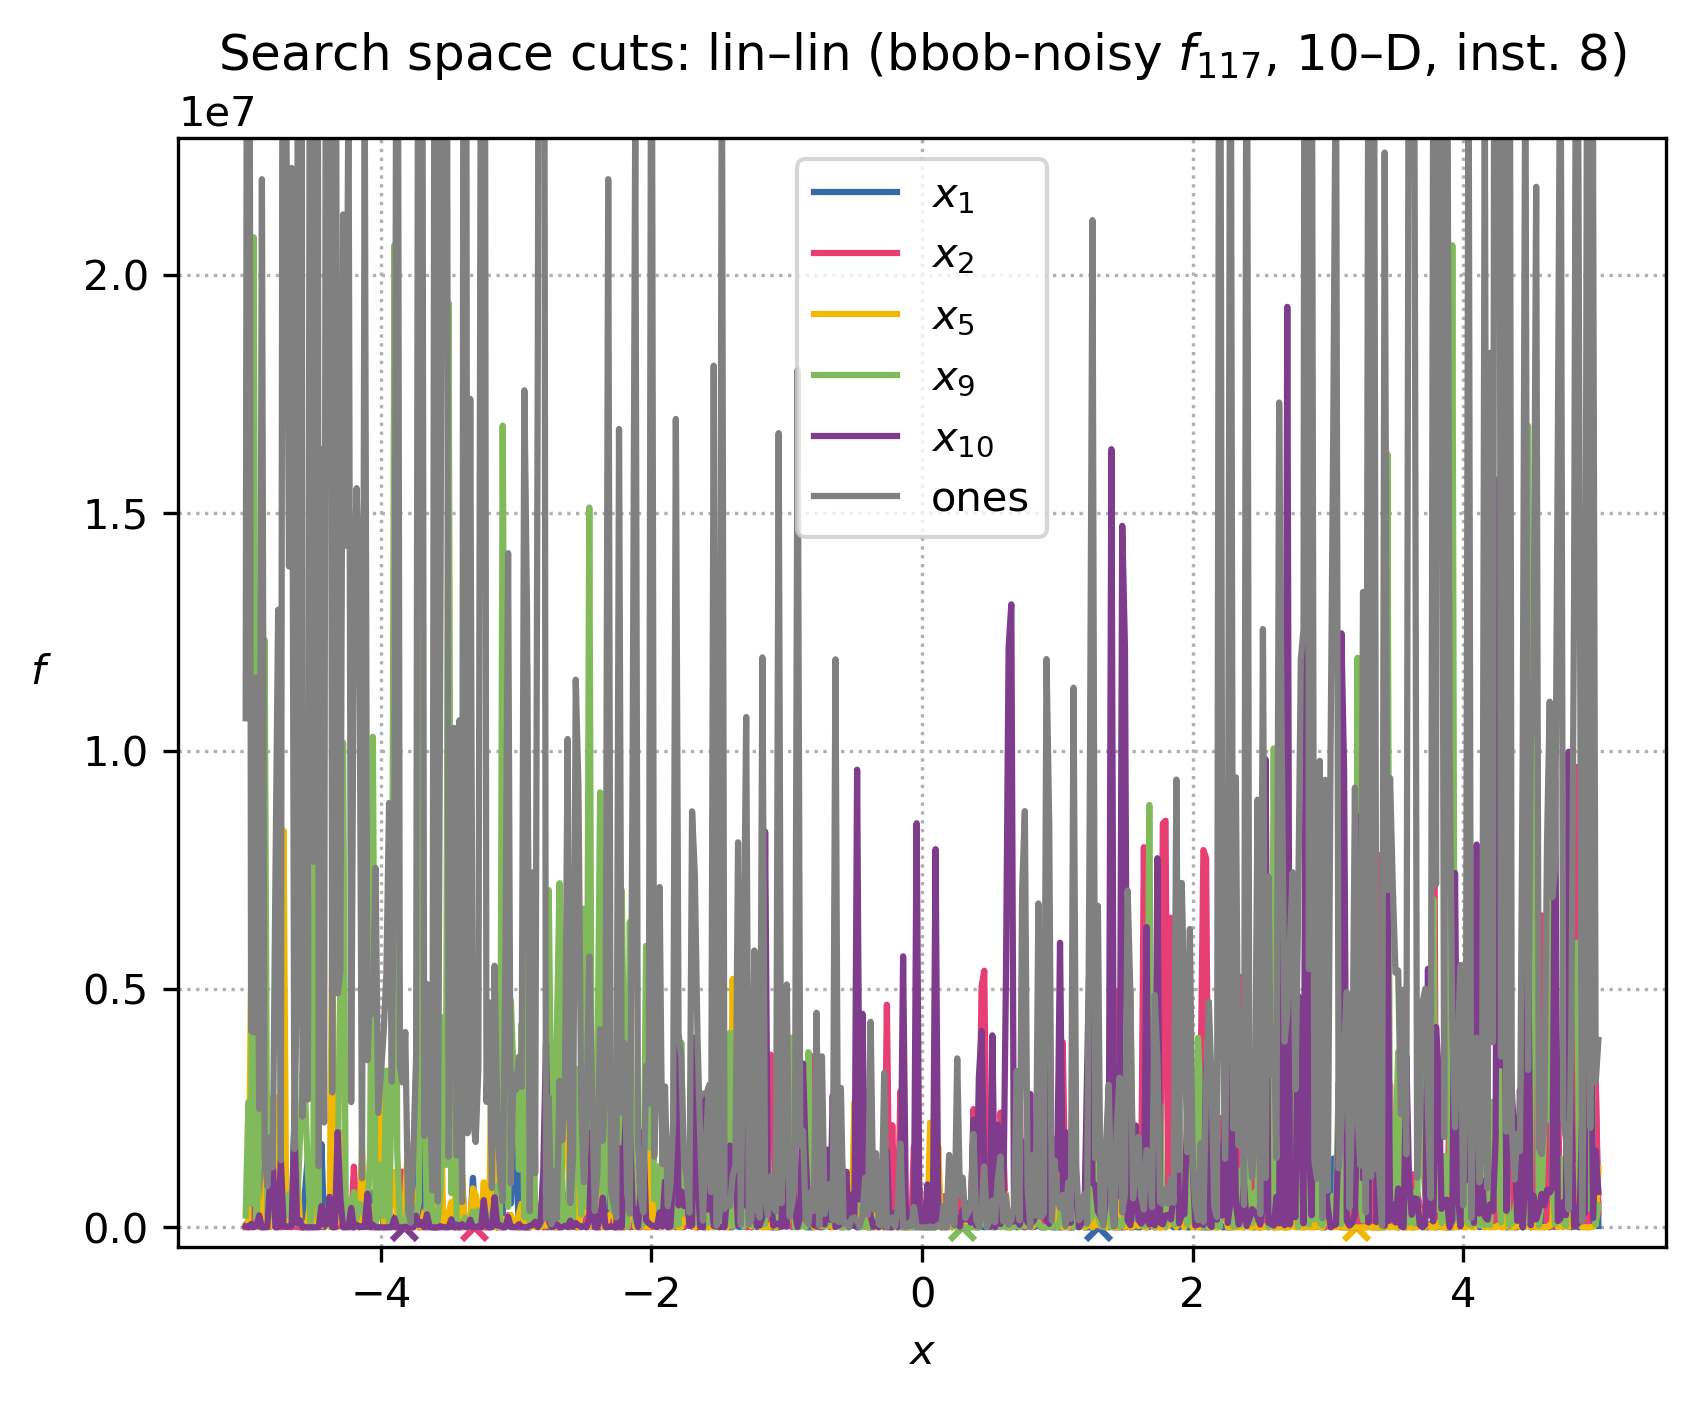 Search space cuts: lin–lin (bbob-noisy f₁₁₇, 10–D, inst. 8)
1e7
x₁
x₂
x₅
x₉
x₁₀
ones
2.0
1.5
1.0
0.5
0.0
f
−4
−2
0
2
4
x